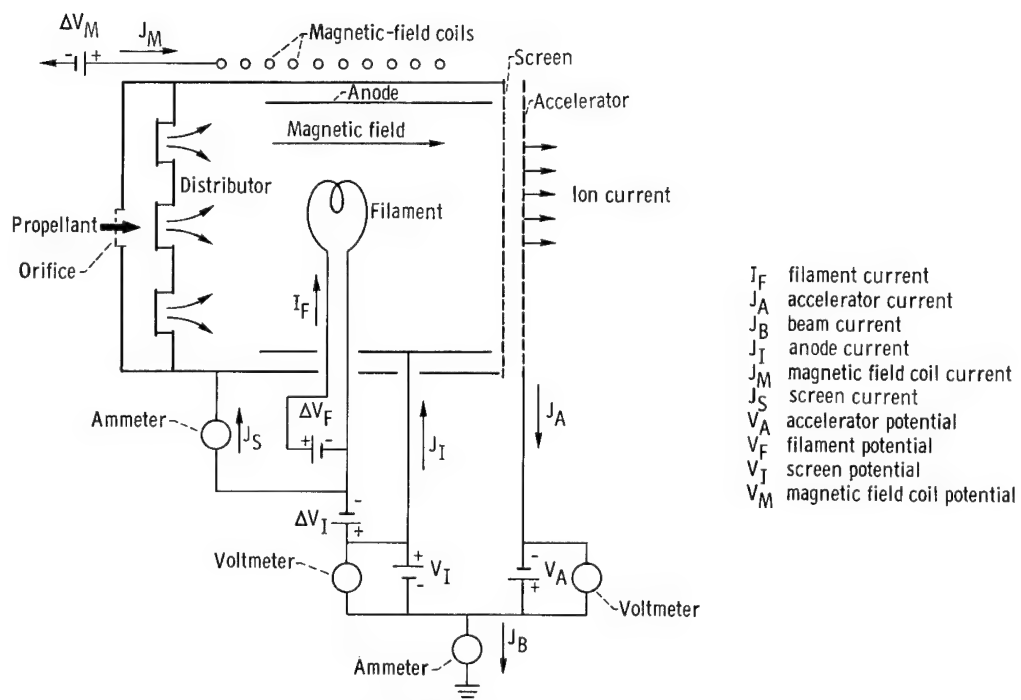 ΔV_M
- +
J_M
Magnetic-field coils
Screen
Anode
Accelerator
Magnetic field
Distributor
Filament
Ion current
Propellant
Orifice
I_F
Ammeter
J_S
ΔV_F
+ -
J_I
J_A
-
ΔV_I
+
Voltmeter
+
V_I
-
-
V_A
+
Voltmeter
J_B
Ammeter
I_F filament current
J_A accelerator current
J_B beam current
J_I anode current
J_M magnetic field coil current
J_S screen current
V_A accelerator potential
V_F filament potential
V_I screen potential
V_M magnetic field coil potential